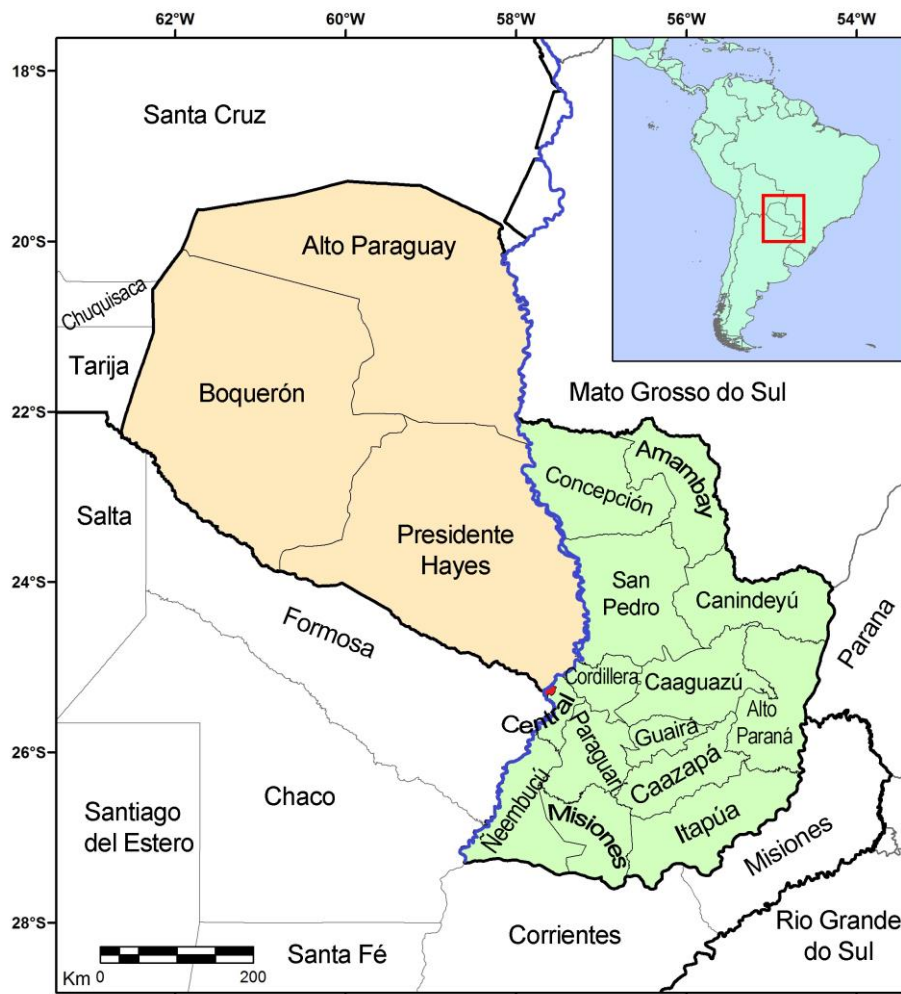 62°W
60°W
58°W
56°W
54°W
18°S
20°S
22°S
24°S
26°S
28°S
Santa Cruz
Alto Paraguay
Chuquisaca
Tarija
Boquerón
Mato Grosso do Sul
Amambay
Concepción
Salta
Presidente
Hayes
San
Pedro
Canindeyú
Formosa
Parana
Cordillera
Caaguazú
Central
Alto
Paraná
Guairá
Paraguarí
Caazapá
Chaco
Santiago
del Estero
Ñeembucú
Misiones
Itapúa
Misiones
Corrientes
Rio Grande
do Sul
Santa Fé
Km 0 200